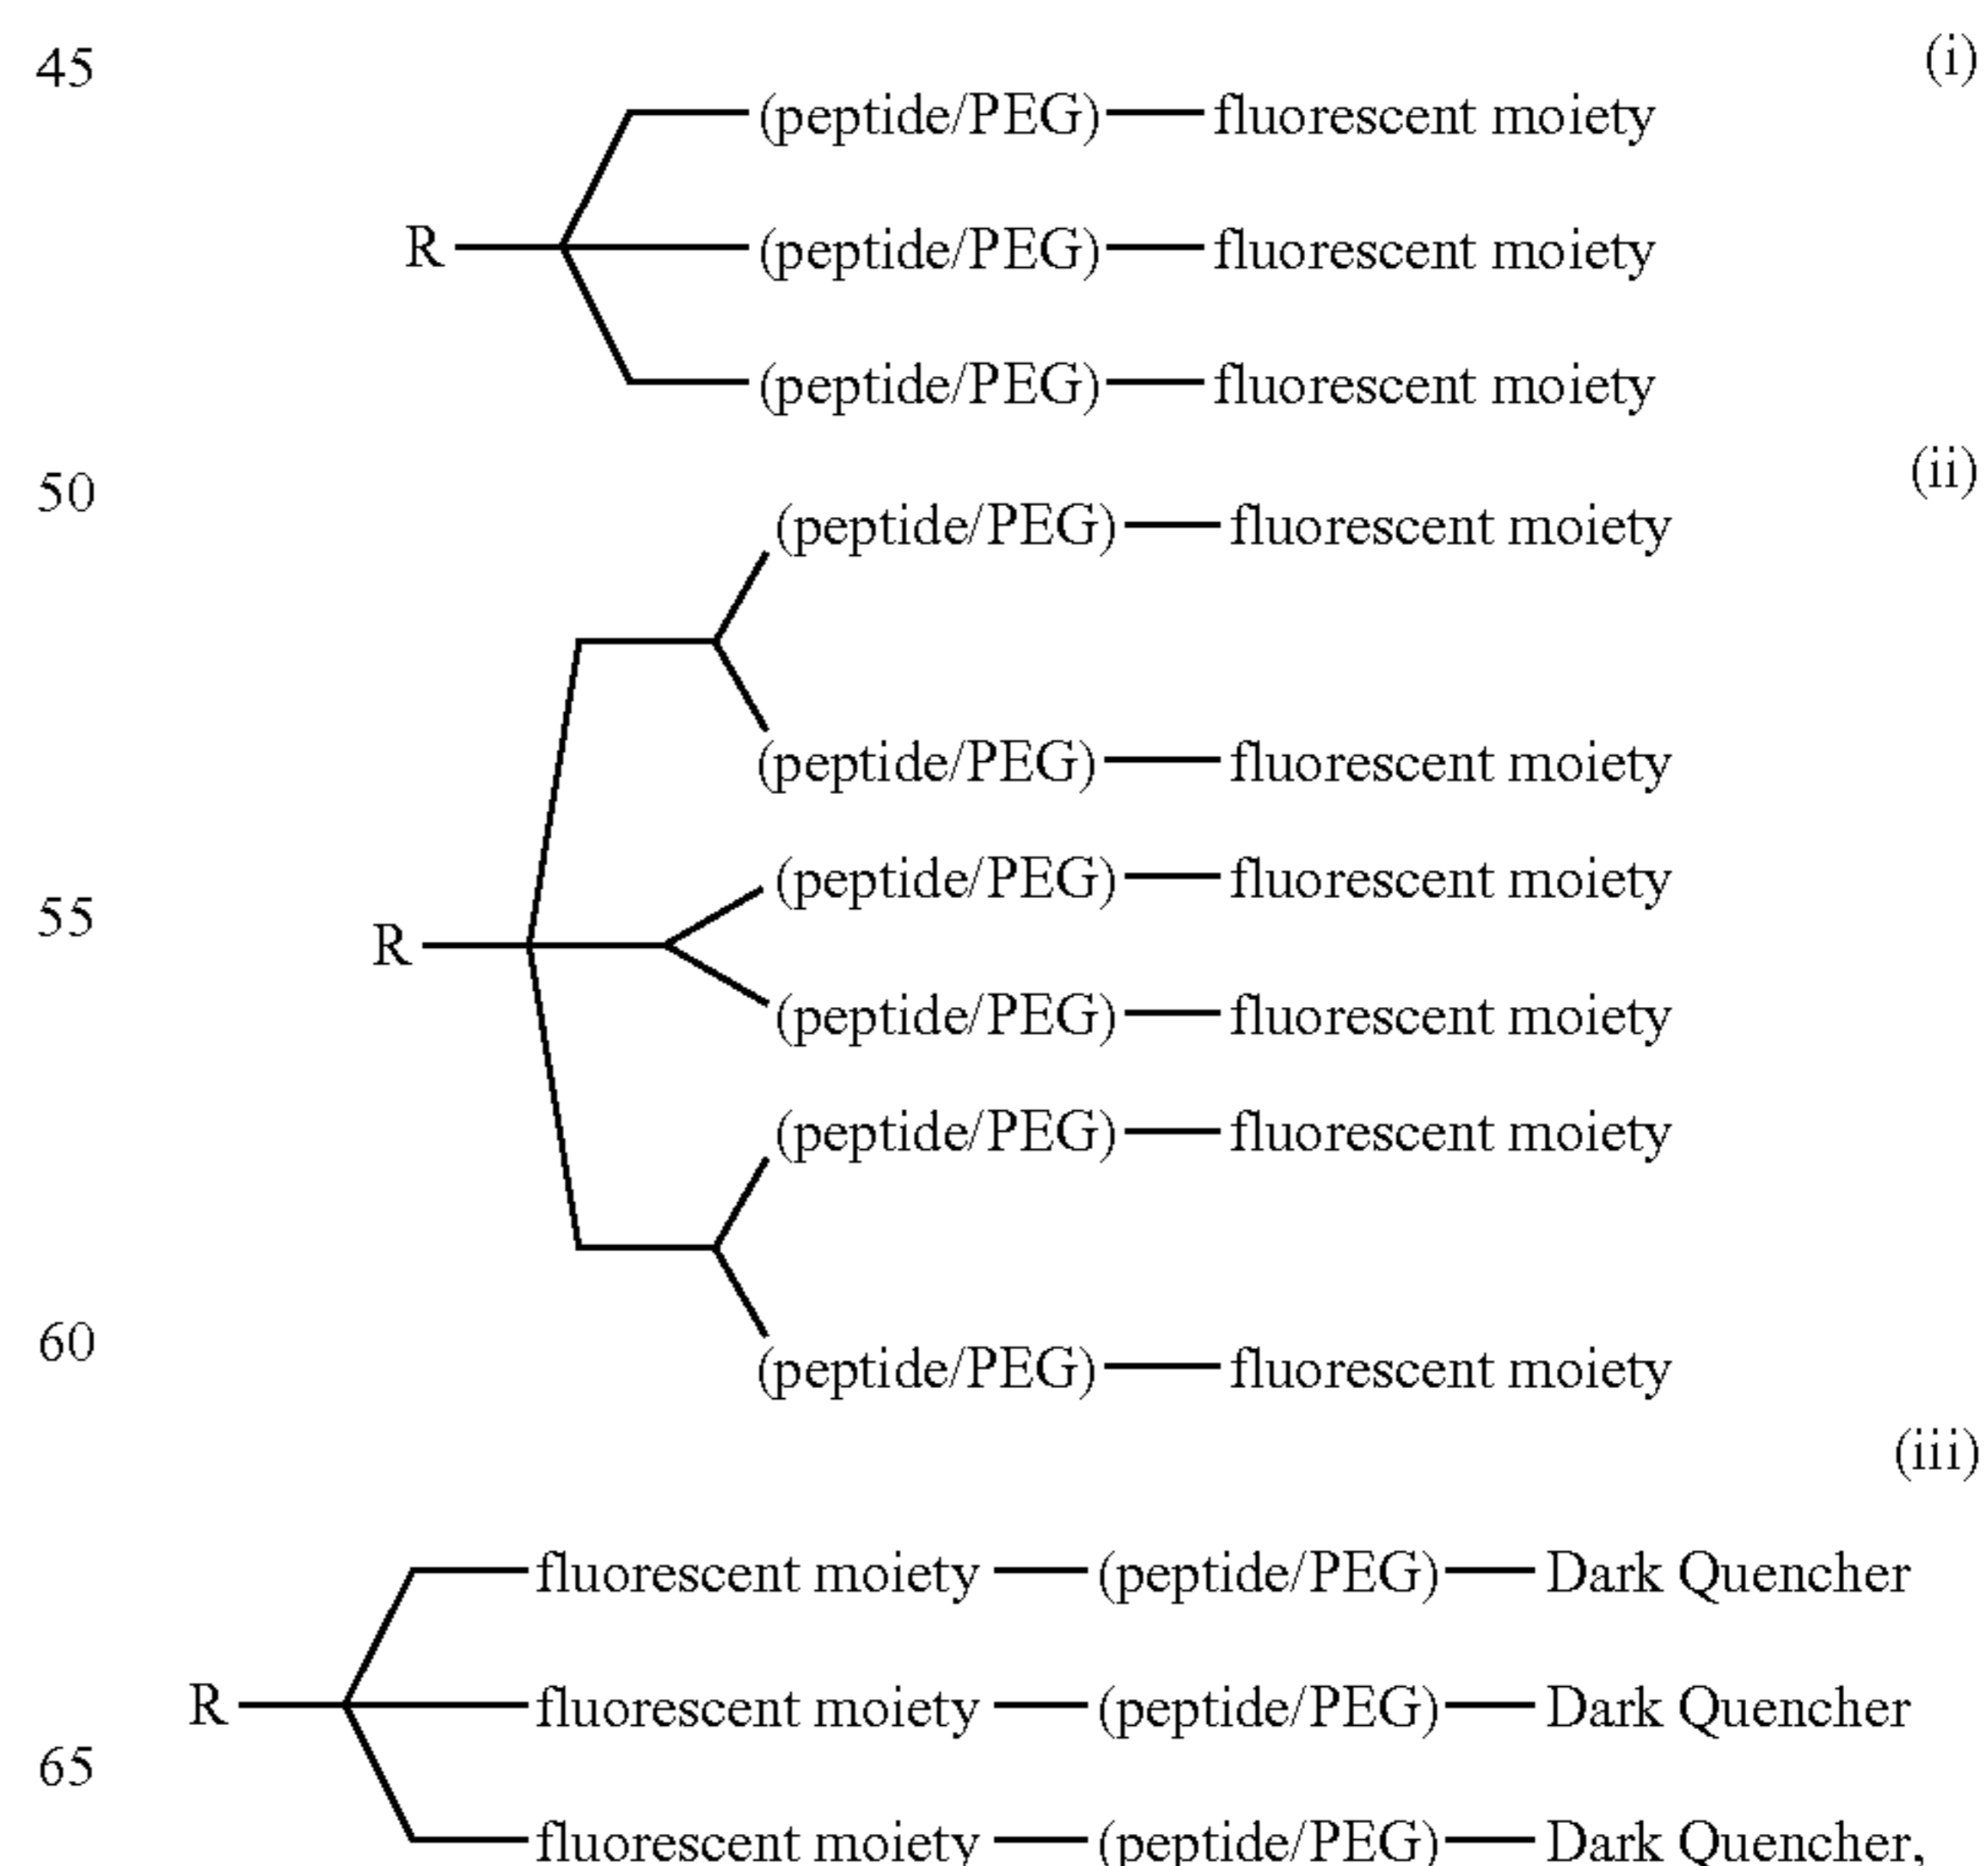 45 (i)
(peptide/PEG) fluorescent moiety
R (peptide/PEG) fluorescent moiety
(peptide/PEG) fluorescent moiety
50 (ii)
(peptide/PEG) fluorescent moiety
(peptide/PEG) fluorescent moiety
(peptide/PEG) fluorescent moiety
55
R
(peptide/PEG) fluorescent moiety
(peptide/PEG) fluorescent moiety
60
(peptide/PEG) fluorescent moiety
(iii)
fluorescent moiety (peptide/PEG) Dark Quencher
R fluorescent moiety (peptide/PEG) Dark Quencher
65
fluorescent moiety (peptide/PEG) Dark Quencher,